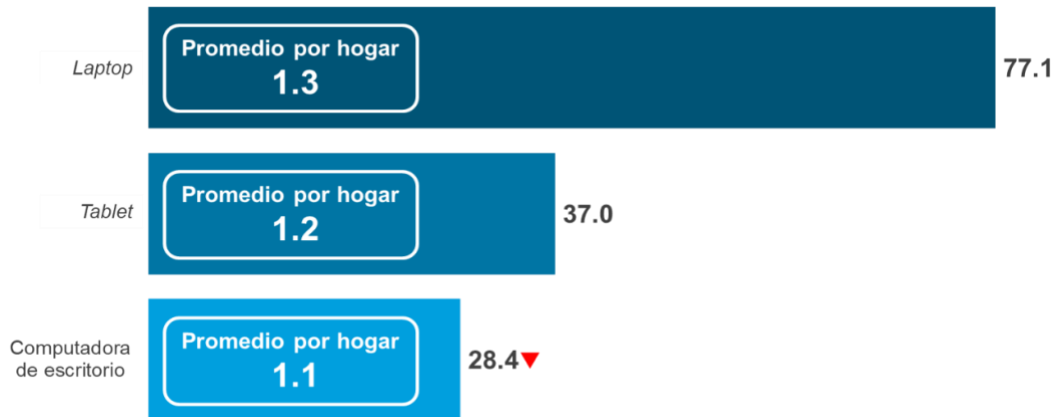 Laptop
Promedio por hogar
1.3
77.1
Tablet
Promedio por hogar
1.2
37.0
Computadora
de escritorio
Promedio por hogar
1.1
28.4